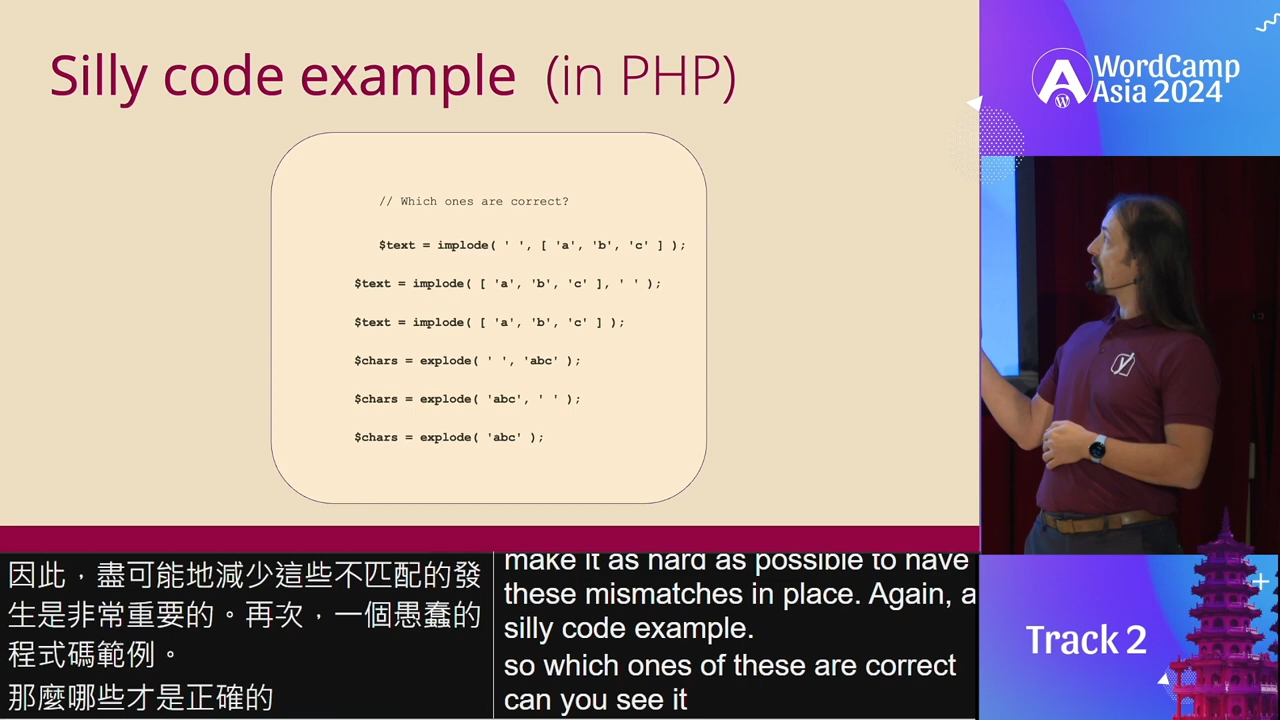 Silly code example (in PHP)
// Which ones are correct?
$text = implode( ' ', [ 'a', 'b', 'c' ] );
$text = implode( [ 'a', 'b', 'c' ], ' ' );
$text = implode( [ 'a', 'b', 'c' ] );
$chars = explode( ' ', 'abc' );
$chars = explode( 'abc', ' ' );
$chars = explode( 'abc' );
WordCamp
Asia 2024
因此，盡可能地減少這些不匹配的發
生是非常重要的。再次，一個愚蠢的
程式碼範例。
那麼哪些才是正確的
make it as hard as possible to have
these mismatches in place. Again, a
silly code example.
so which ones of these are correct
can you see it
Track 2